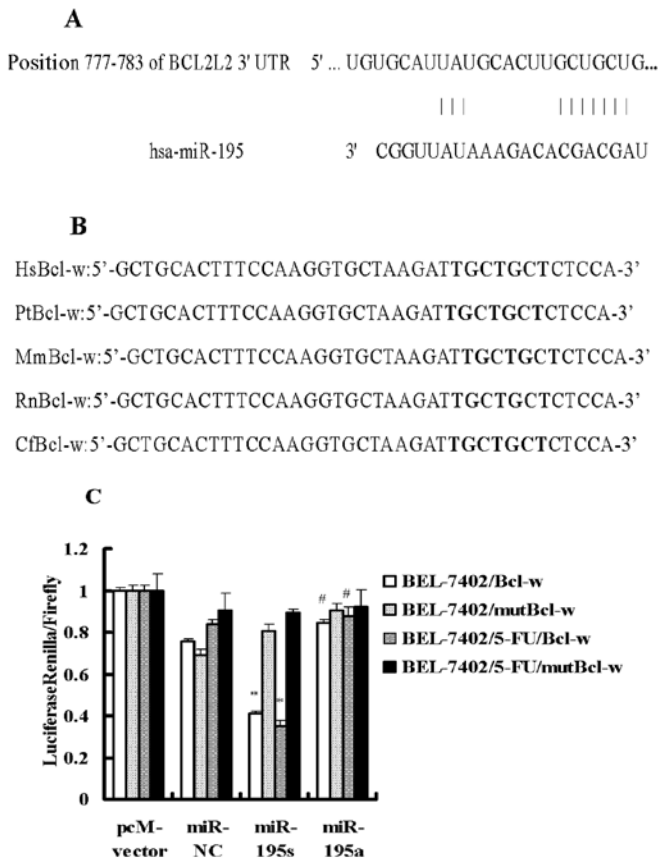 A
Position 777-783 of BCL2L2 3' UTR 5' ... UGUGCAUUAUGCACUUGCUGCUG...
hsa-miR-195 3' CGGUUAUAAAGACACGACGAU
B
HsBcl-w:5’-GCTGCACTTTCCAAGGTGCTAAGATTGCTGCTCTCCA-3’
PtBcl-w:5’-GCTGCACTTTCCAAGGTGCTAAGATTGCTGCTCTCCA-3’
MmBcl-w:5’-GCTGCACTTTCCAAGGTGCTAAGATTGCTGCTCTCCA-3’
RnBcl-w:5’-GCTGCACTTTCCAAGGTGCTAAGATTGCTGCTCTCCA-3’
CfBcl-w:5’-GCTGCACTTTCCAAGGTGCTAAGATTGCTGCTCTCCA-3’
C
LuciferaseRenilla/Firefly
1.2
1
0.8
0.6
0.4
0.2
0
** ** # #
pcM-vector
miR-NC
miR-195s
miR-195a
BEL-7402/Bcl-w
BEL-7402/mutBcl-w
BEL-7402/5-FU/Bcl-w
BEL-7402/5-FU/mutBcl-w